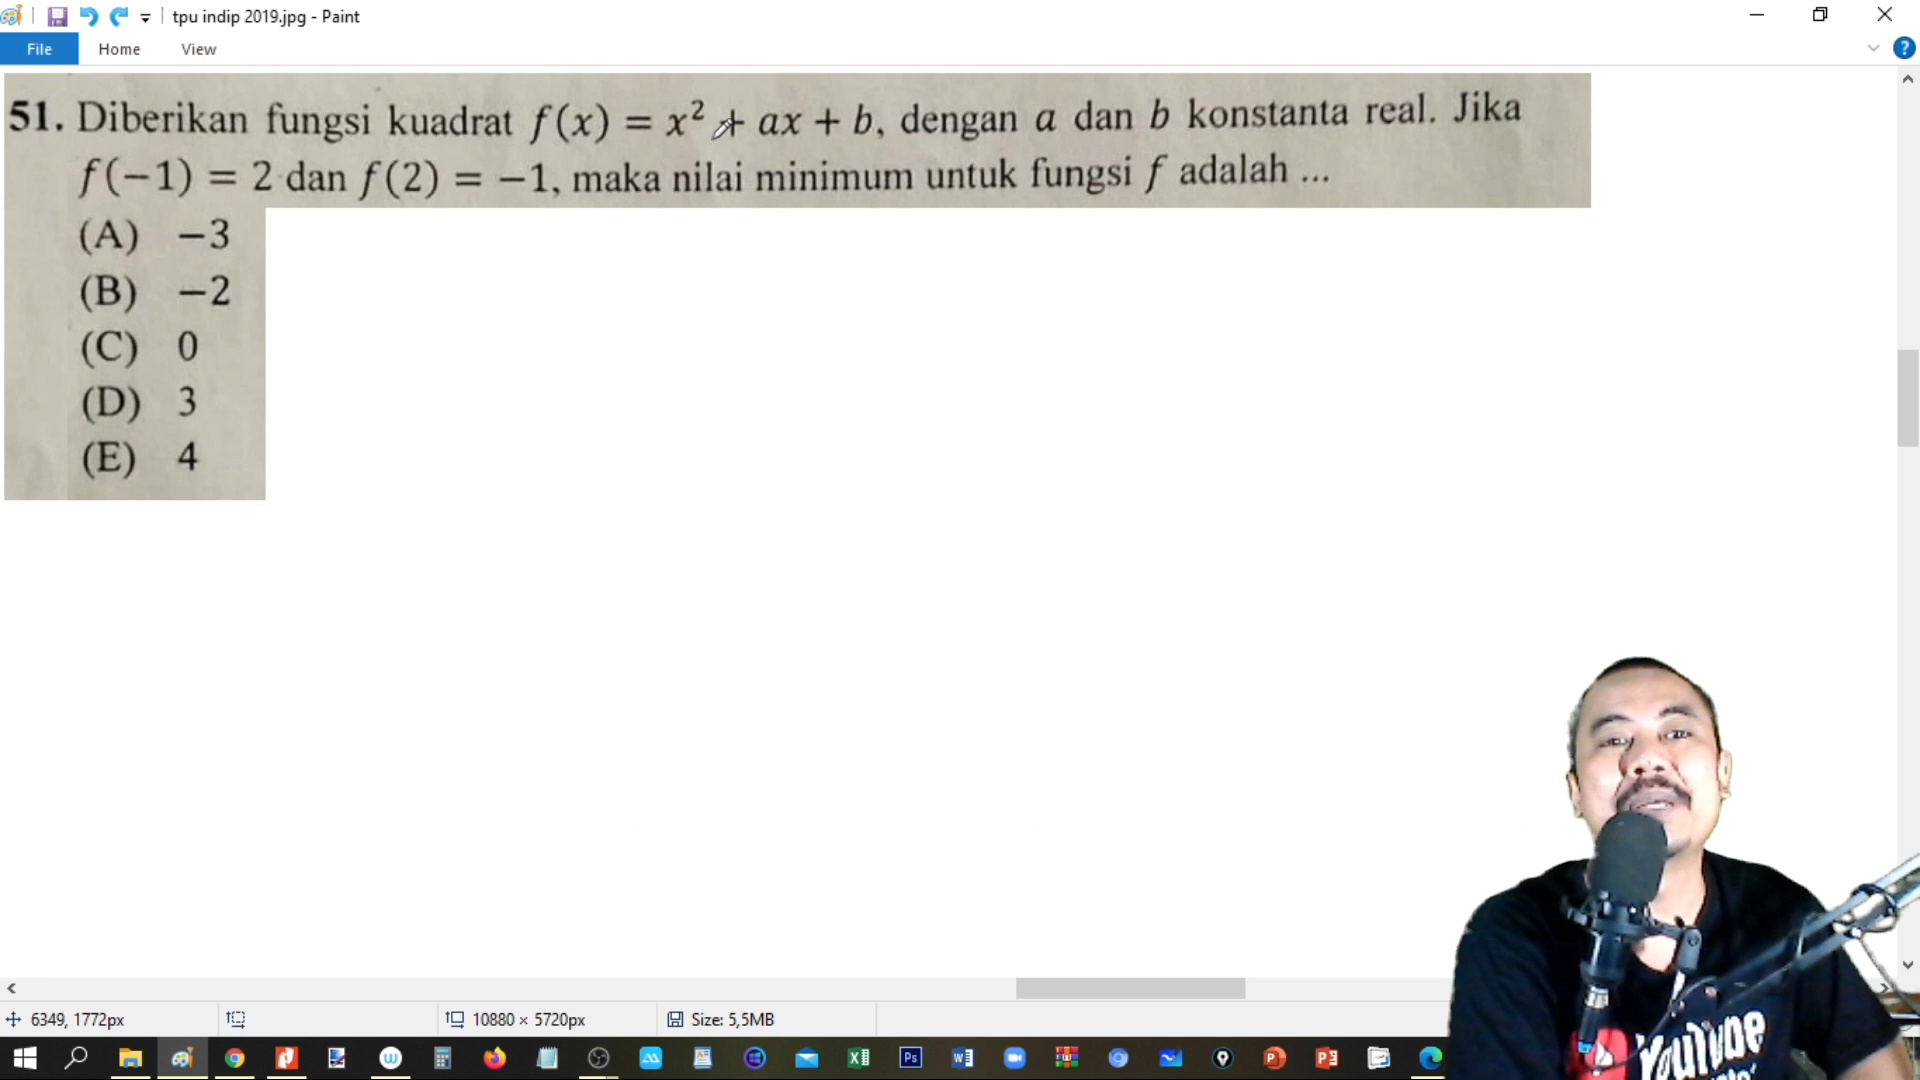 tpu indip 2019.jpg - Paint
File Home View
51. Diberikan fungsi kuadrat f(x) = x² + ax + b, dengan a dan b konstanta real. Jika
f(−1) = 2 dan f(2) = −1, maka nilai minimum untuk fungsi f adalah ...
(A) −3
(B) −2
(C) 0
(D) 3
(E) 4
6349, 1772px 10880 × 5720px Size: 5,5MB
YouTube